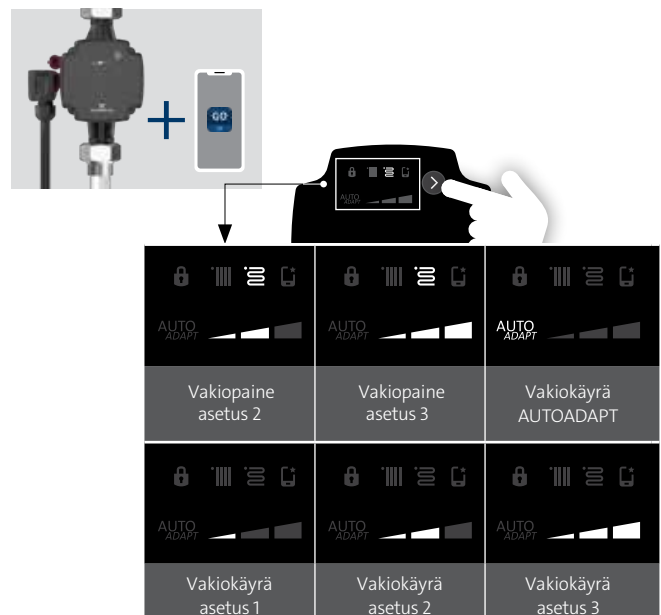 GO
AUTO
ADAPT
AUTO
ADAPT
AUTO
ADAPT
AUTO
ADAPT
Vakiopaine
asetus 2
Vakiopaine
asetus 3
Vakiokäyrä
AUTOADAPT
AUTO
ADAPT
AUTO
ADAPT
AUTO
ADAPT
Vakiokäyrä
asetus 1
Vakiokäyrä
asetus 2
Vakiokäyrä
asetus 3